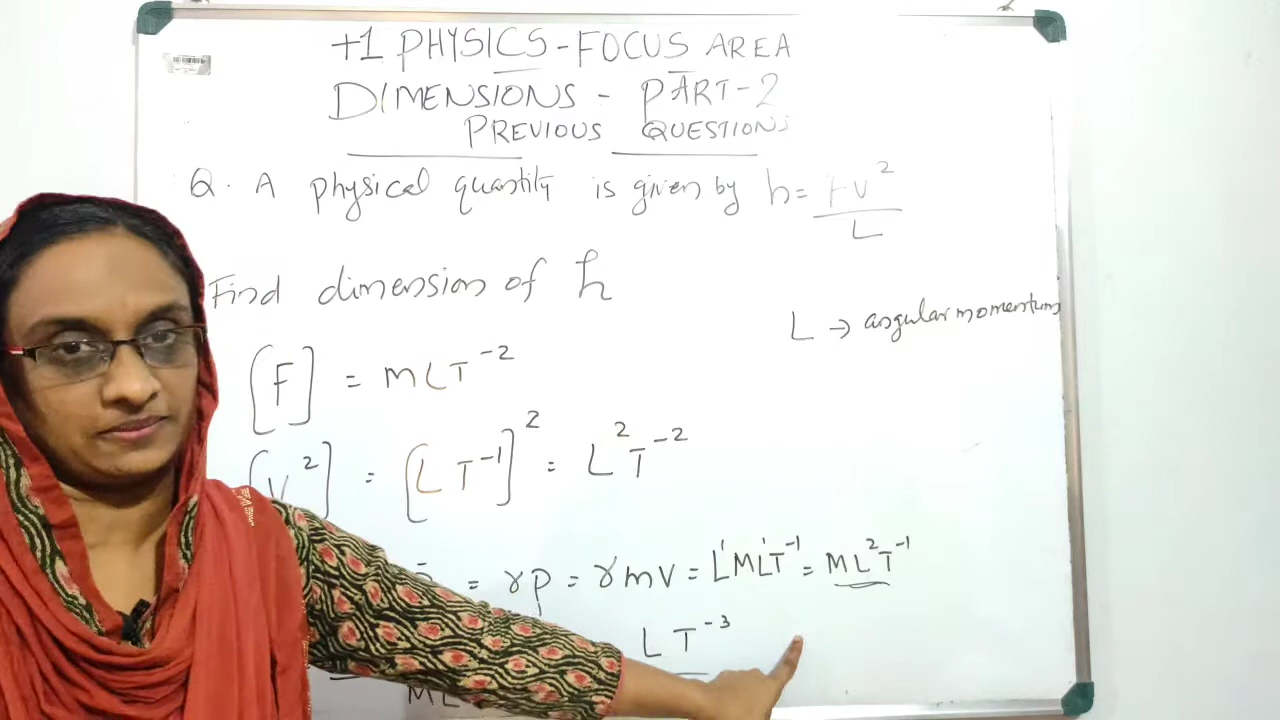 +1 PHYSICS - FOCUS AREA
DIMENSIONS - PART-2
PREVIOUS QUESTIONS
Q. A physical quantity is given by h = Fv²/L
Find dimension of h
L → angular momentum
[F] = MLT⁻²
[V²] = [LT⁻¹]² = L²T⁻²
= rp = rmv = L¹ML¹T⁻¹ = ML²T⁻¹
LT⁻³
ML